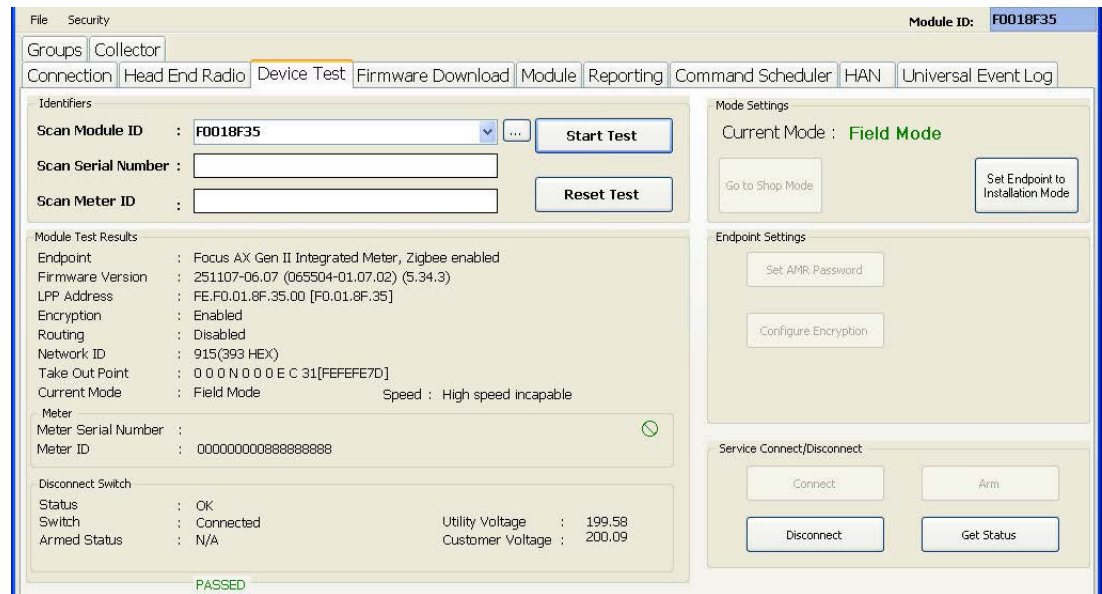 File Security Module ID: F0018F35
Groups Collector
Connection Head End Radio Device Test Firmware Download Module Reporting Command Scheduler HAN Universal Event Log
Identifiers
Scan Module ID : F0018F35 ... Start Test
Scan Serial Number :
Scan Meter ID : Reset Test
Mode Settings
Current Mode : Field Mode
Go to Shop Mode
Set Endpoint to
Installation Mode
Module Test Results
Endpoint : Focus AX Gen II Integrated Meter, Zigbee enabled
Firmware Version : 251107-06.07 (065504-01.07.02) (5.34.3)
LPP Address : FE.F0.01.8F.35.00 [F0.01.8F.35]
Encryption : Enabled
Routing : Disabled
Network ID : 915(393 HEX)
Take Out Point : 0 0 0 N 0 0 0 E C 31[FEFEFE7D]
Current Mode : Field Mode Speed : High speed incapable
Meter
Meter Serial Number :
Meter ID : 000000000888888888
Disconnect Switch
Status : OK
Switch : Connected Utility Voltage : 199.58
Armed Status : N/A Customer Voltage : 200.09
PASSED
Endpoint Settings
Set AMR Password
Configure Encryption
Service Connect/Disconnect
Connect Arm
Disconnect Get Status